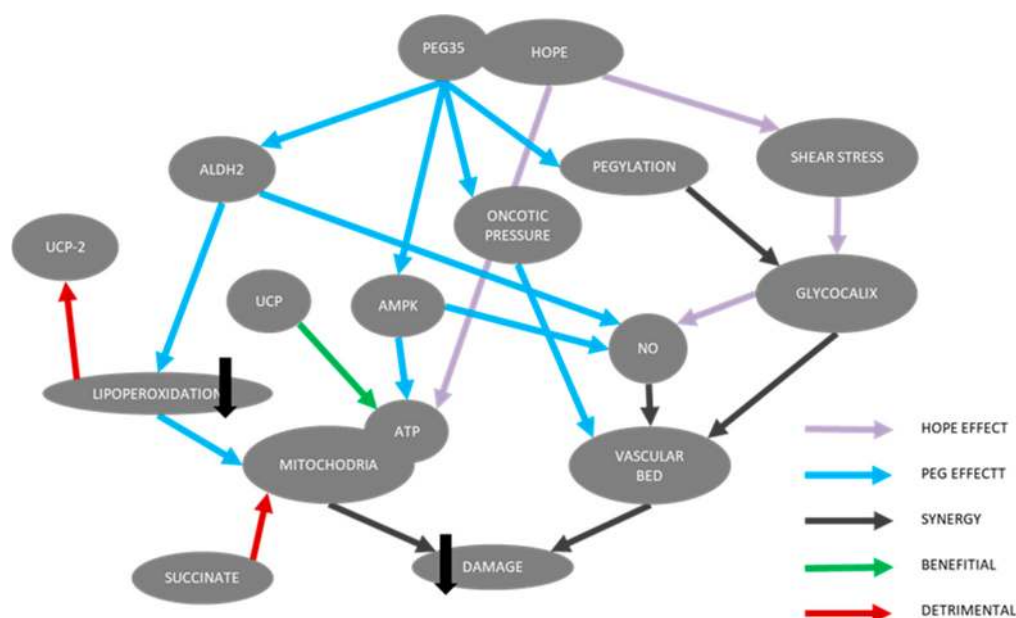 PEG35
HOPE
ALDH2
PEGYLATION
SHEAR STRESS
ONCOTIC
PRESSURE
UCP-2
UCP
AMPK
GLYCOCALIX
NO
LIPOPEROXIDATION
ATP
MITOCHODRIA
VASCULAR
BED
SUCCINATE
DAMAGE
HOPE EFFECT
PEG EFFECTT
SYNERGY
BENEFITIAL
DETRIMENTAL